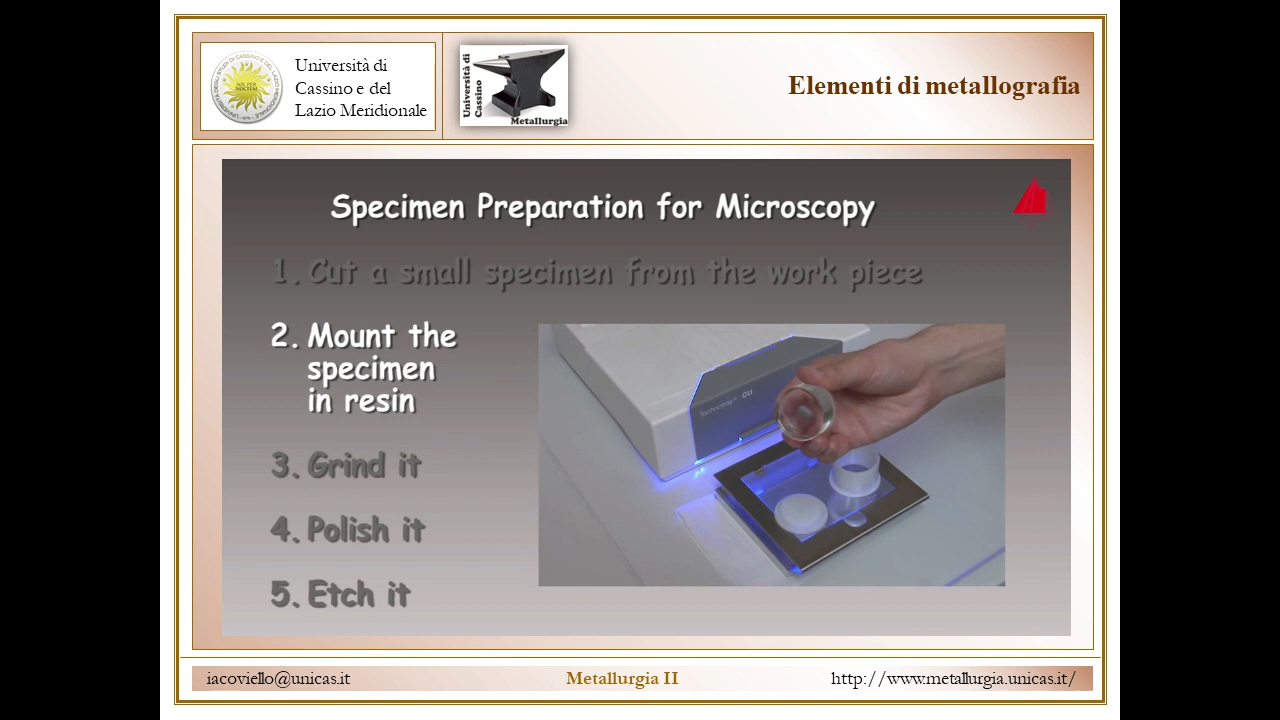 Università di
Cassino e del
Lazio Meridionale
Università di
Cassino
Metallurgia
Elementi di metallografia
Specimen Preparation for Microscopy
1. Cut a small specimen from the work piece
2. Mount the
specimen
in resin
Technotray™ CU
3. Grind it
4. Polish it
5. Etch it
iacoviello@unicas.it
Metallurgia II
http://www.metallurgia.unicas.it/